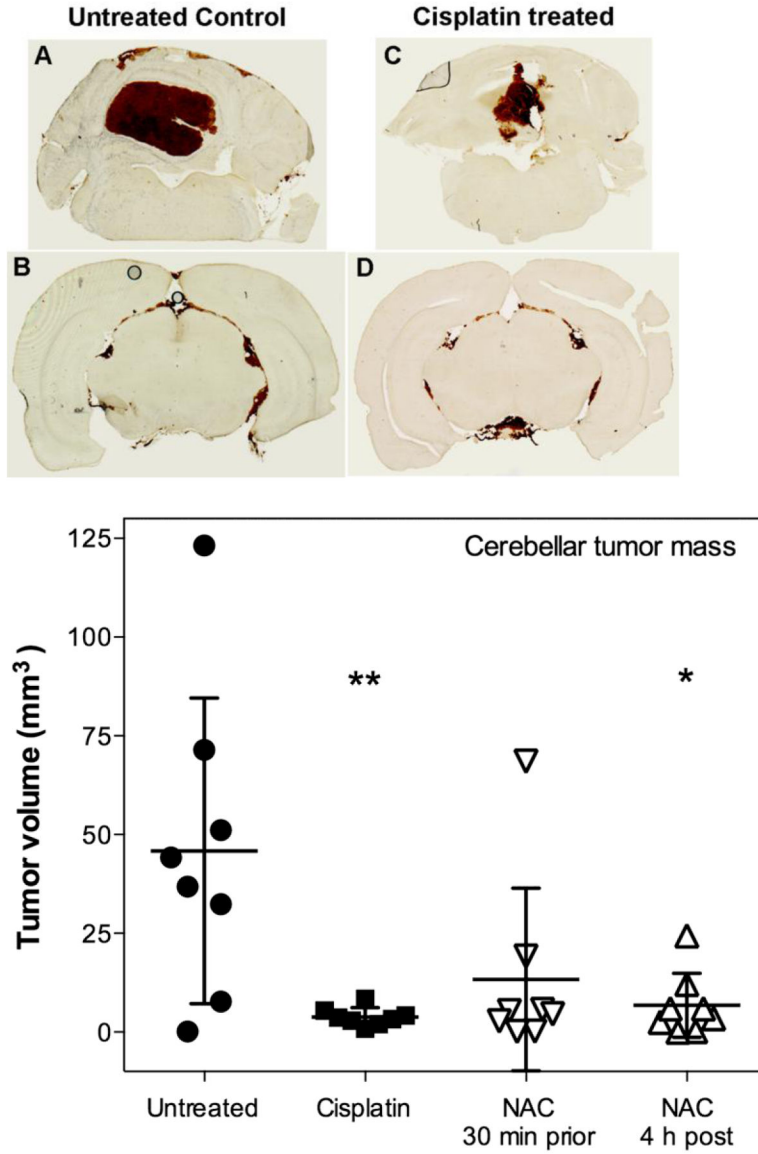 Untreated Control
Cisplatin treated
A
C
B
D
Cerebellar tumor mass
Tumor volume (mm³)
125
100
75
50
25
0
**
*
Untreated
Cisplatin
NAC
30 min prior
NAC
4 h post